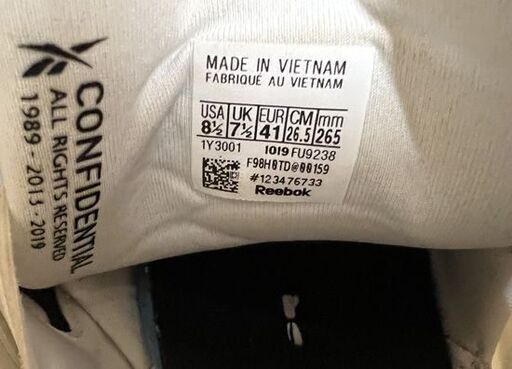 CONFIDENTIAL
ALL RIGHTS RESERVED
1989 - 2013 - 2019
MADE IN VIETNAM
FABRIQUÉ AU VIETNAM
USA UK EUR CM mm
8½ 7½ 41 26.5 265
1Y3001 1019 FU9238
F98H0TD@00159
#123476733
Reebok